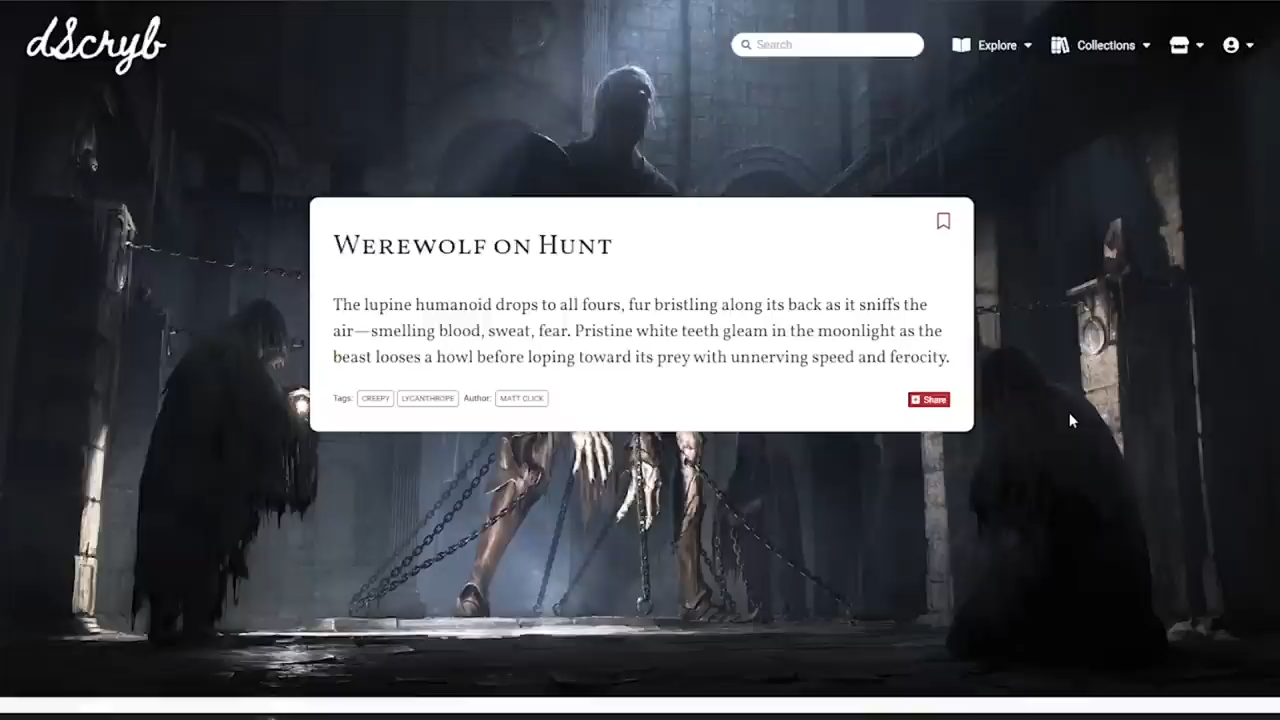 dScryb
Search
Explore
Collections
Werewolf on Hunt
The lupine humanoid drops to all fours, fur bristling along its back as it sniffs the
air—smelling blood, sweat, fear. Pristine white teeth gleam in the moonlight as the
beast looses a howl before loping toward its prey with unnerving speed and ferocity.
Tags: CREEPY LYCANTHROPE Author: MATT CLICK
Share